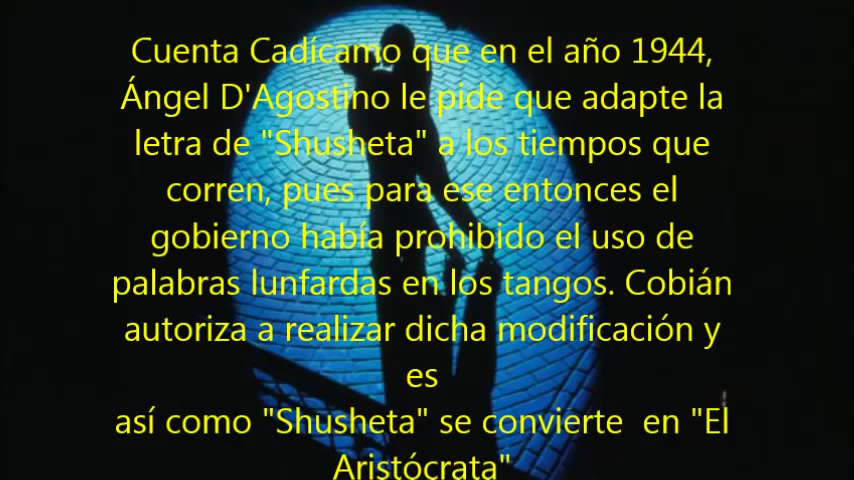 Cuenta Cadícamo que en el año 1944,
Ángel D'Agostino le pide que adapte la
letra de "Shusheta" a los tiempos que
corren, pues para ese entonces el
gobierno había prohibido el uso de
palabras lunfardas en los tangos. Cobián
autoriza a realizar dicha modificación y
es
así como "Shusheta" se convierte  en "El
Aristócrata"